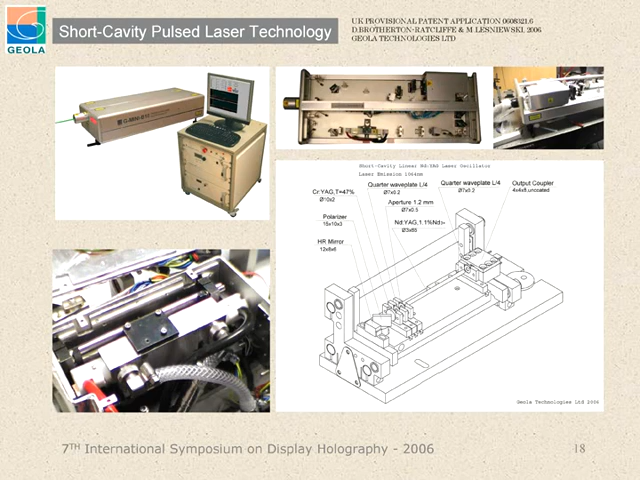 GEOLA
Short-Cavity Pulsed Laser Technology
UK PROVISIONAL PATENT APPLICATION 0608321.6
D.BROTHERTON-RATCLIFFE & M.LESNIEWSKI, 2006
GEOLA TECHNOLOGIES LTD
Short-Cavity Linear Nd:YAG Laser Oscillator
Laser Emission 1064nm
Cr:YAG,T=47%
Ø10x2
Quarter waveplate L/4
Ø7x0.2
Quarter waveplate L/4
Ø7x0.2
Output Coupler
4x4x8,uncoated
Aperture 1.2 mm
Ø7x0.5
Polarizer
15x10x3
Nd:YAG,1.1%Nd3+
Ø3x65
HR Mirror
12x6x6
Geola Technologies Ltd 2006
7TH International Symposium on Display Holography - 2006
18